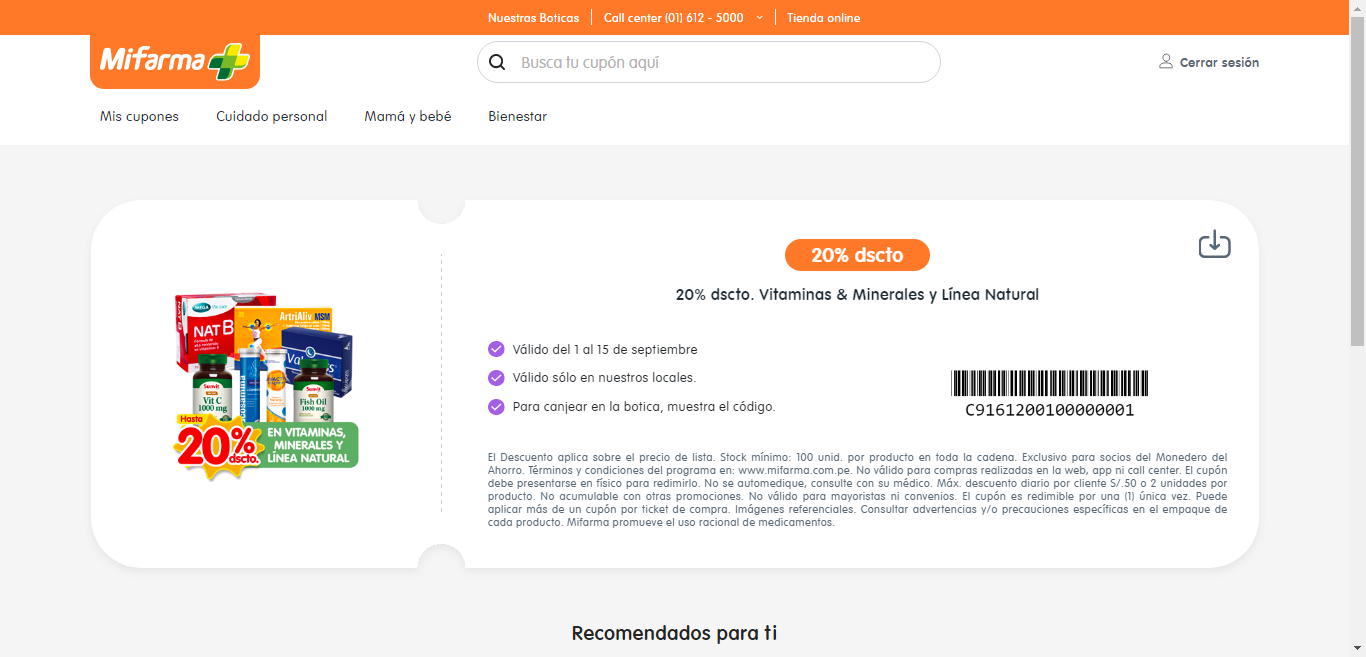 Nuestras Boticas
Call center (01) 612 - 5000
Tienda online
Mifarma
Busca tu cupón aquí
Cerrar sesión
Mis cupones
Cuidado personal
Mamá y bebé
Bienestar
MEGA
NAT B
ArtriAliv MSM
Sunvit
Vit C
1000 mg
Sunvit
Fish Oil
1000 mg
Hasta
20%
dscto.
EN VITAMINAS,
MINERALES Y
LÍNEA NATURAL
20% dscto
20% dscto. Vitaminas & Minerales y Línea Natural
Válido del 1 al 15 de septiembre
Válido sólo en nuestros locales.
Para canjear en la botica, muestra el código.
C9161200100000001
El Descuento aplica sobre el precio de lista. Stock mínimo: 100 unid. por producto en toda la cadena. Exclusivo para socios del Monedero del
Ahorro. Términos y condiciones del programa en: www.mifarma.com.pe. No válido para compras realizadas en la web, app ni call center. El cupón
debe presentarse en físico para redimirlo. No se automedique, consulte con su médico. Máx. descuento diario por cliente S/.50 o 2 unidades por
producto. No acumulable con otras promociones. No válido para mayoristas ni convenios. El cupón es redimible por una (1) única vez. Puede
aplicar más de un cupón por ticket de compra. Imágenes referenciales. Consultar advertencias y/o precauciones específicas en el empaque de
cada producto. Mifarma promueve el uso racional de medicamentos.
Recomendados para ti